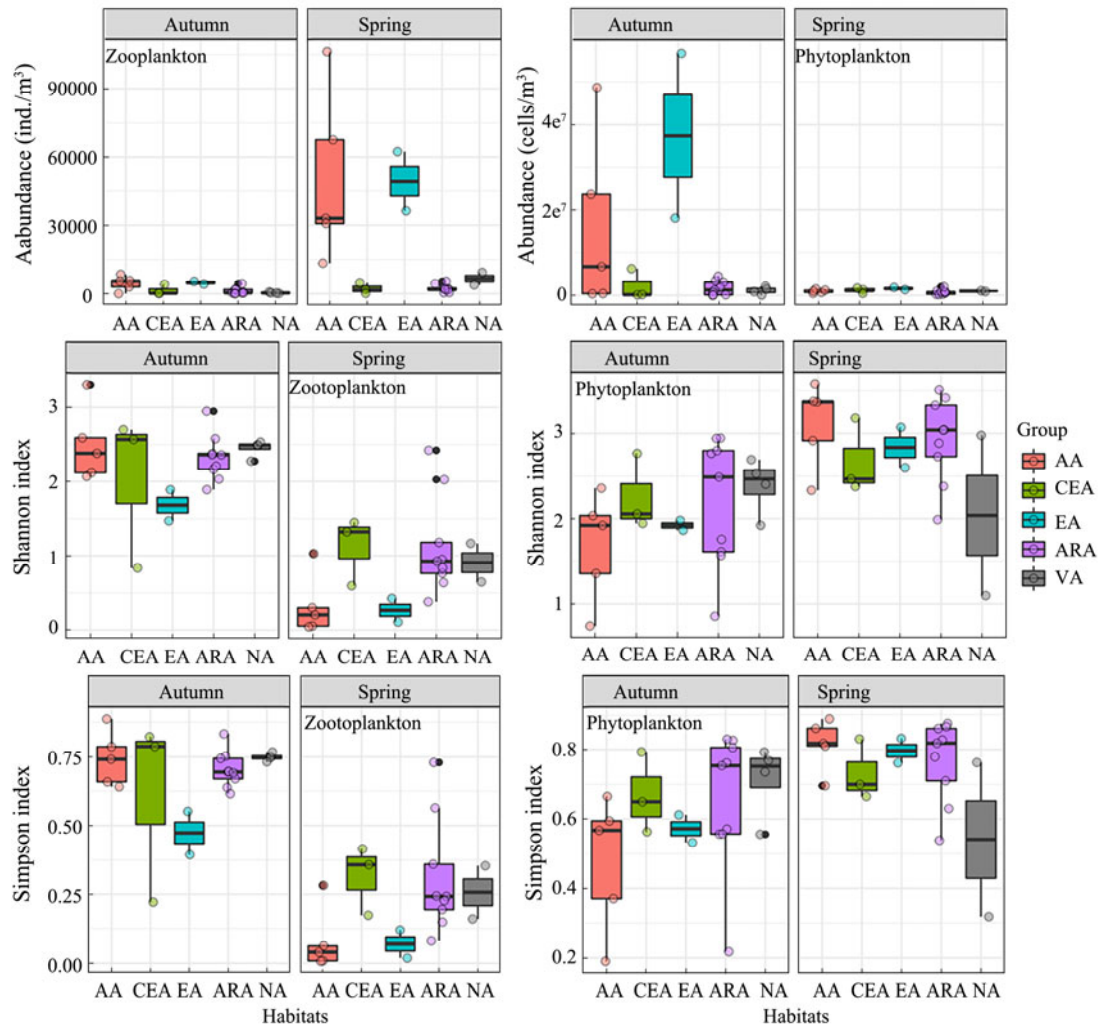 Autumn Spring
Zooplankton
Aabundance (ind./m³)
90000
60000
30000
0
AA CEA EA ARA NA AA CEA EA ARA NA
Autumn Spring
Phytoplankton
Abundance (cells/m³)
4e⁷
2e⁷
0
AA CEA EA ARA NA AA CEA EA ARA NA
Autumn Spring
Zootoplankton
Shannon index
3
2
1
0
AA CEA EA ARA NA AA CEA EA ARA NA
Autumn Spring
Phytoplankton
Shannon index
3
2
1
AA CEA EA ARA NA AA CEA EA ARA NA
Group
AA
CEA
EA
ARA
VA
Autumn Spring
Zootoplankton
Simpson index
0.75
0.50
0.25
0.00
AA CEA EA ARA NA AA CEA EA ARA NA
Habitats
Autumn Spring
Phytoplankton
Simpson index
0.8
0.6
0.4
0.2
AA CEA EA ARA NA AA CEA EA ARA NA
Habitats